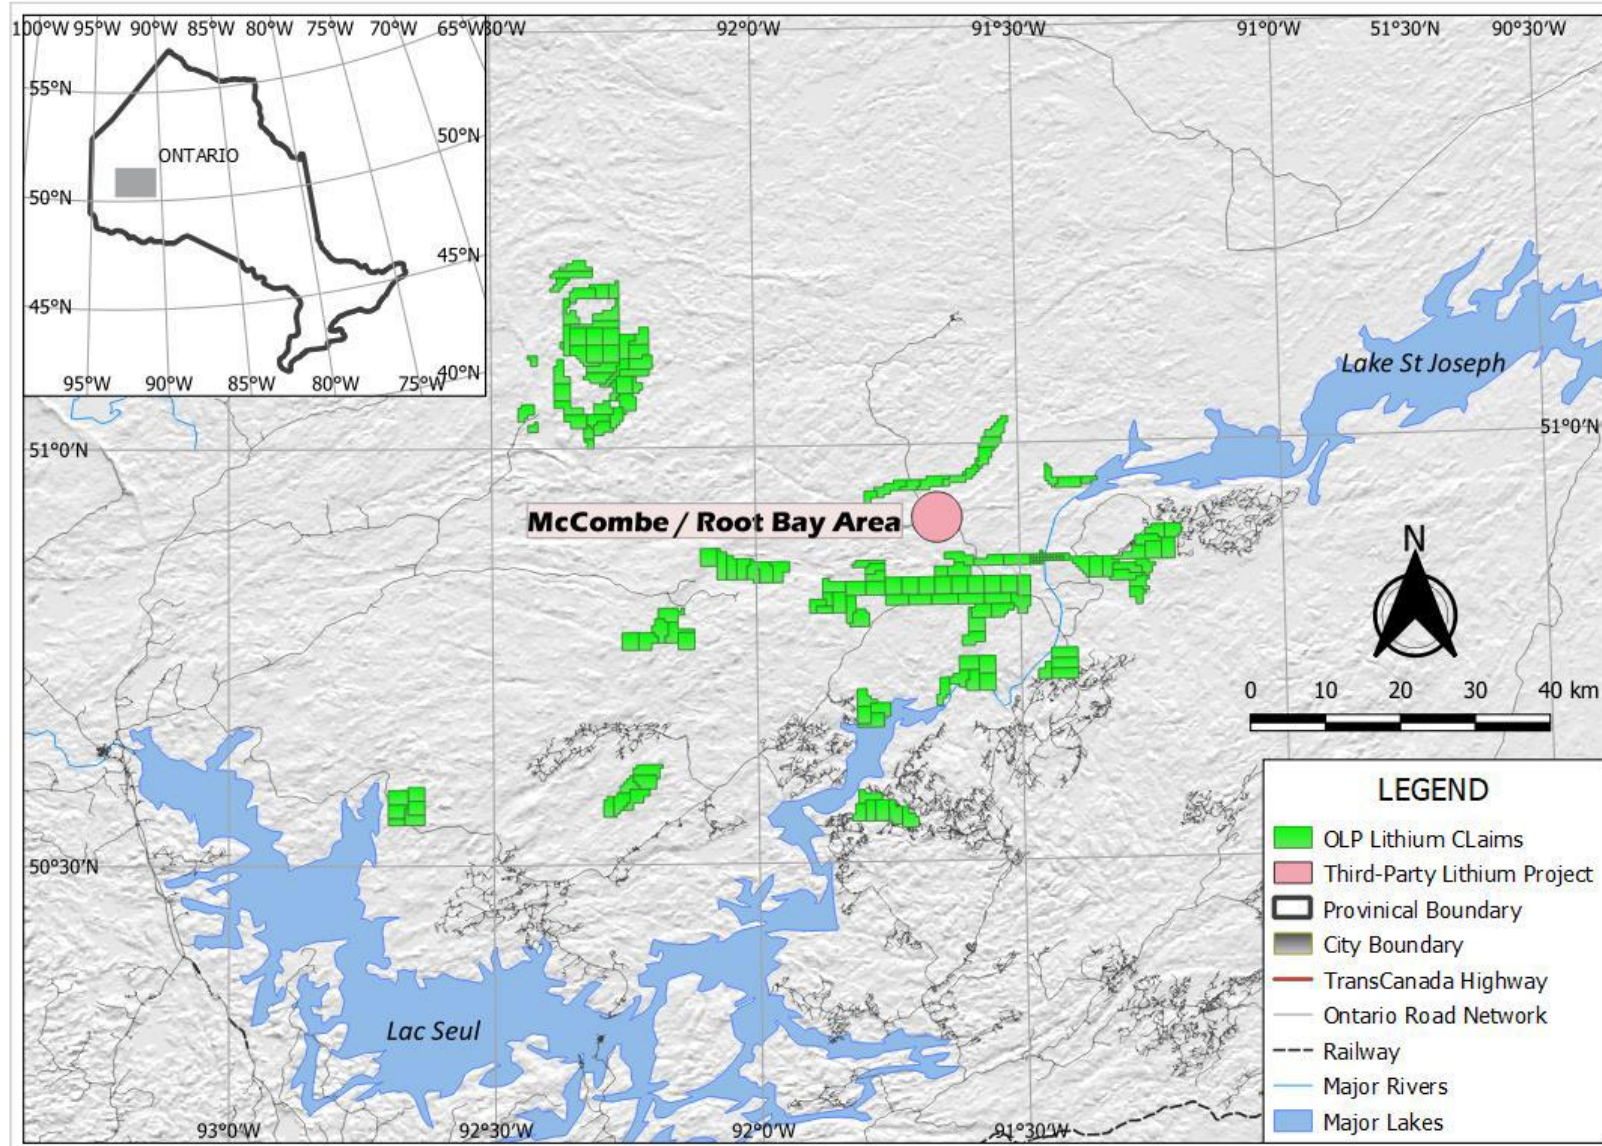 100°W 95°W 90°W 85°W 80°W 75°W 70°W 65°W
30'W 92°0'W 91°30'W 91°0'W 51°30'N 90°30'W
55°N
50°N
ONTARIO
50°N
45°N
45°N
40°N
95°W 90°W 85°W 80°W 75°W
Lake St Joseph
51°0'N
51°0'N
McCombe / Root Bay Area
N
0 10 20 30 40 km
50°30'N
LEGEND
OLP Lithium CLaims
Third-Party Lithium Project
Provinical Boundary
City Boundary
TransCanada Highway
Ontario Road Network
Railway
Major Rivers
Major Lakes
Lac Seul
93°0'W 92°30'W 92°0'W 91°30'W